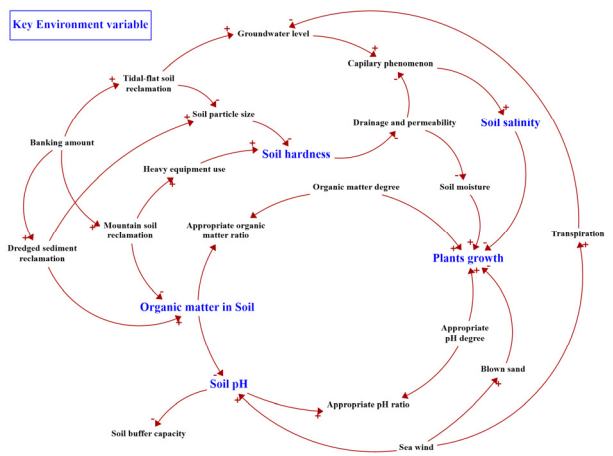 Key Environment variable
Groundwater level
Capilary phenomenon
Tidal-flat soil
reclamation
Soil particle size
Drainage and permeability
Soil salinity
Banking amount
Soil hardness
Heavy equipment use
Organic matter degree
Soil moisture
Mountain soil
reclamation
Appropriate organic
matter ratio
Transpiration
Dredged sediment
reclamation
Plants growth
Organic matter in Soil
Appropriate
pH degree
Blown sand
Soil pH
Appropriate pH ratio
Soil buffer capacity
Sea wind